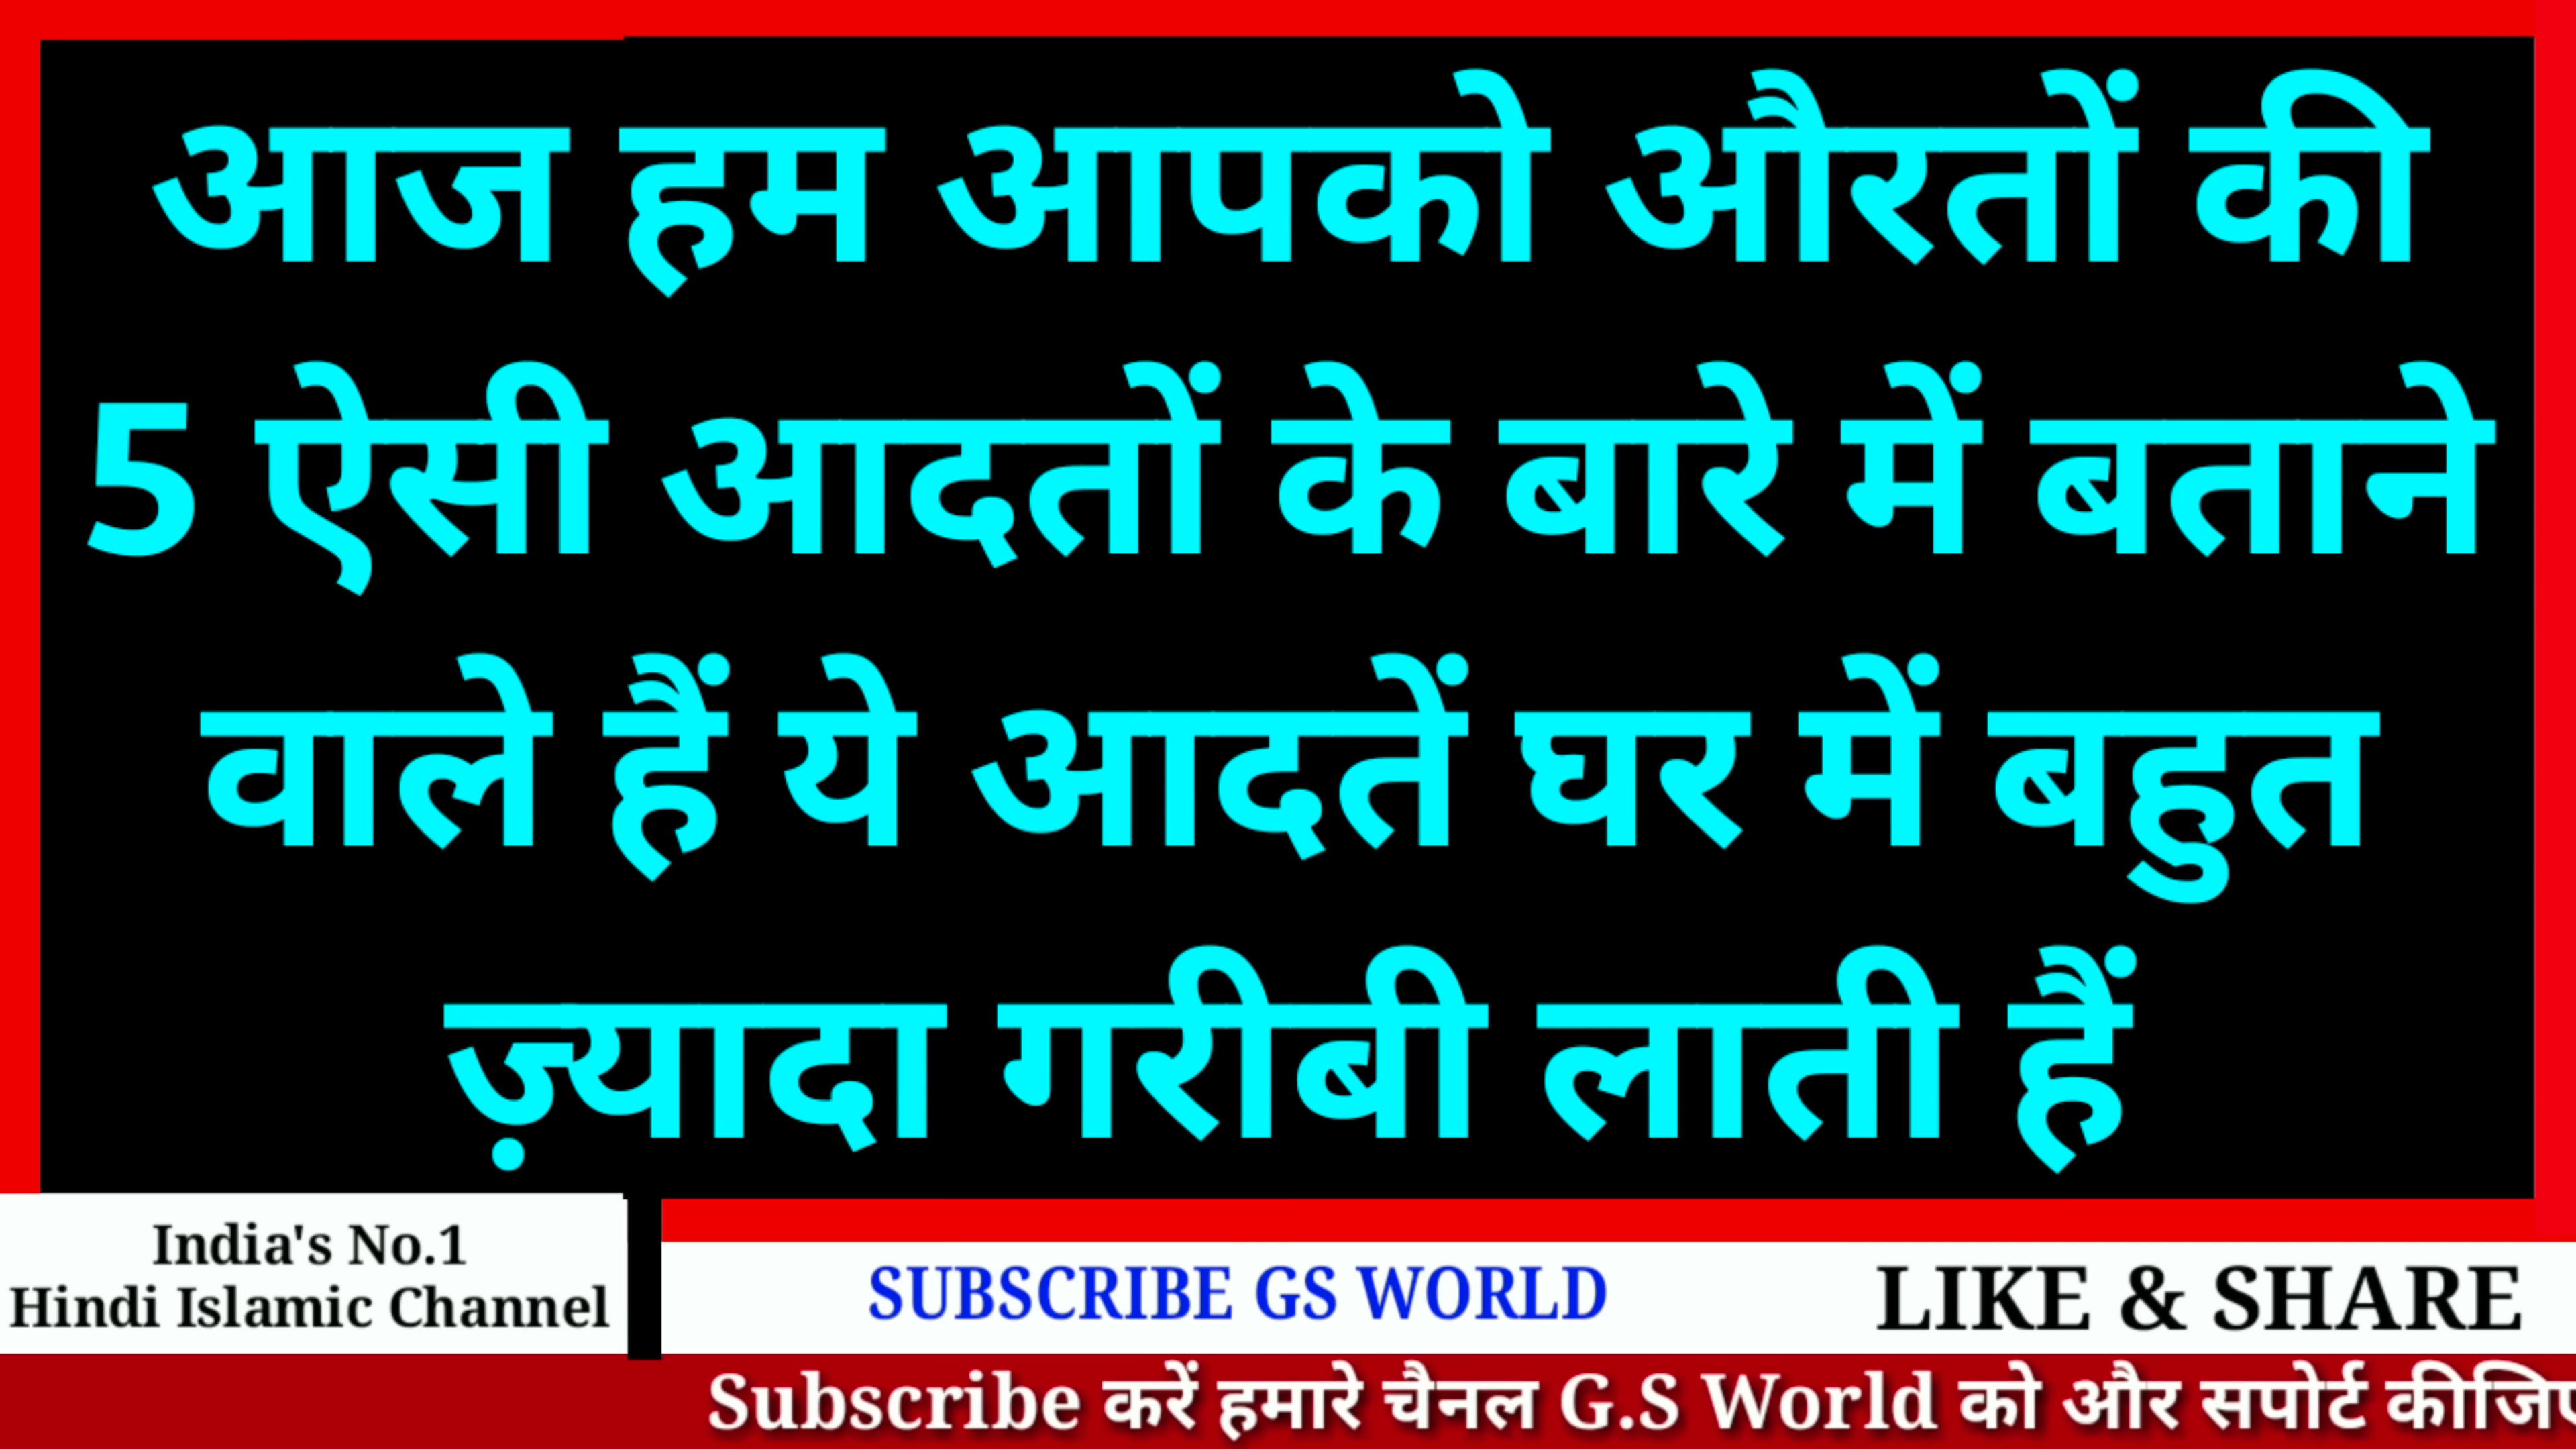 आज हम आपको औरतों की
5 ऐसी आदतों के बारे में बताने
वाले हैं ये आदतें घर में बहुत
ज़्यादा गरीबी लाती हैं
India's No.1
Hindi Islamic Channel
SUBSCRIBE GS WORLD
LIKE & SHARE
Subscribe करें हमारे चैनल G.S World को और सपोर्ट